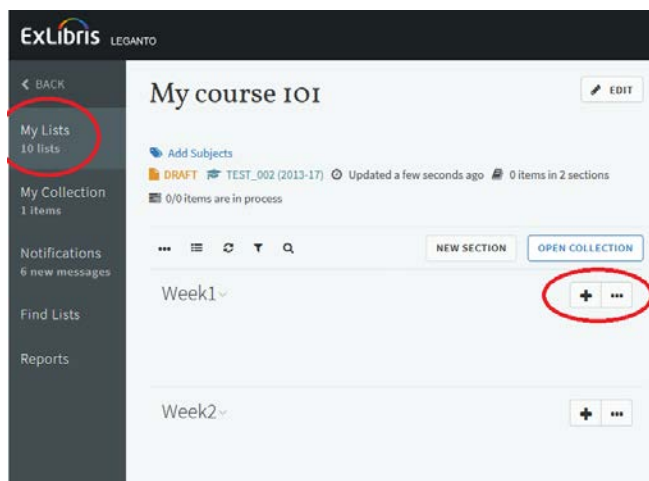 ExLibris LEGANTO
BACK
My Lists
10 lists
My Collection
1 items
Notifications
6 new messages
Find Lists
Reports
My course 101
EDIT
Add Subjects
DRAFT TEST_002 (2013-17) Updated a few seconds ago 0 items in 2 sections
0/0 items are in process
NEW SECTION OPEN COLLECTION
Week1
Week2